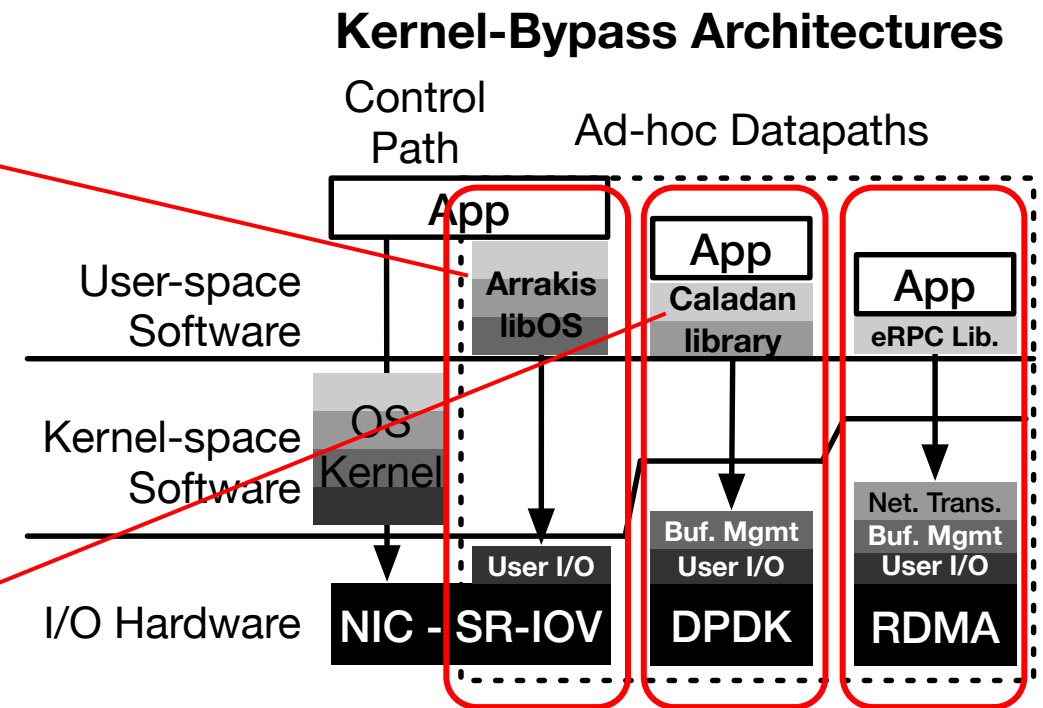 Kernel-Bypass Architectures
Control
Path
Ad-hoc Datapaths
App
App
App
User-space
Software
Arrakis
libOS
Caladan
library
eRPC Lib.
Kernel-space
Software
OS
Kernel
Net. Trans.
Buf. Mgmt
Buf. Mgmt
User I/O
User I/O
User I/O
I/O Hardware
NIC - SR-IOV
DPDK
RDMA